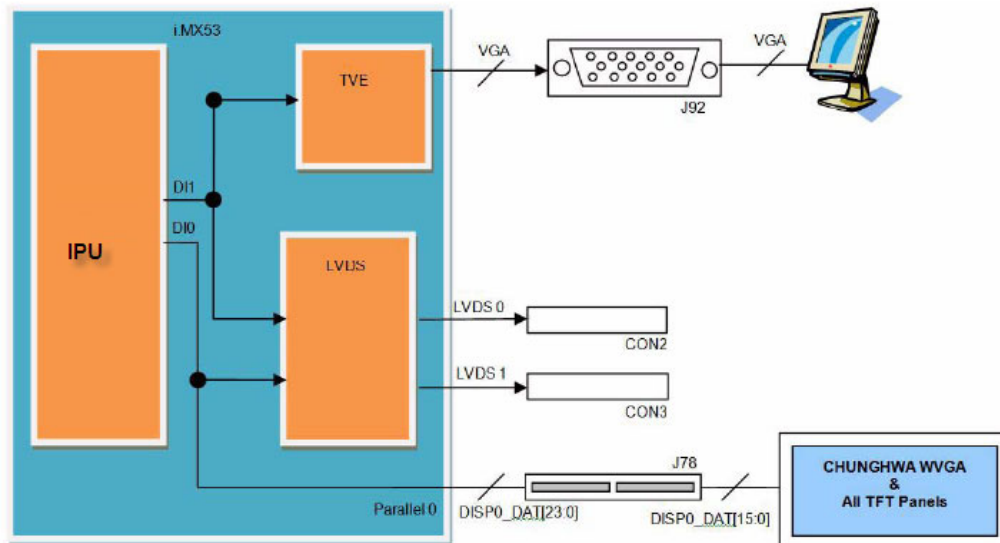 i.MX53
IPU
DI1
DI0
TVE
LVDS
VGA
J92
VGA
LVDS 0
CON2
LVDS 1
CON3
Parallel 0
DISP0_DAT[23:0]
J78
DISP0_DAT[15:0]
CHUNGHWA WVGA
&
All TFT Panels